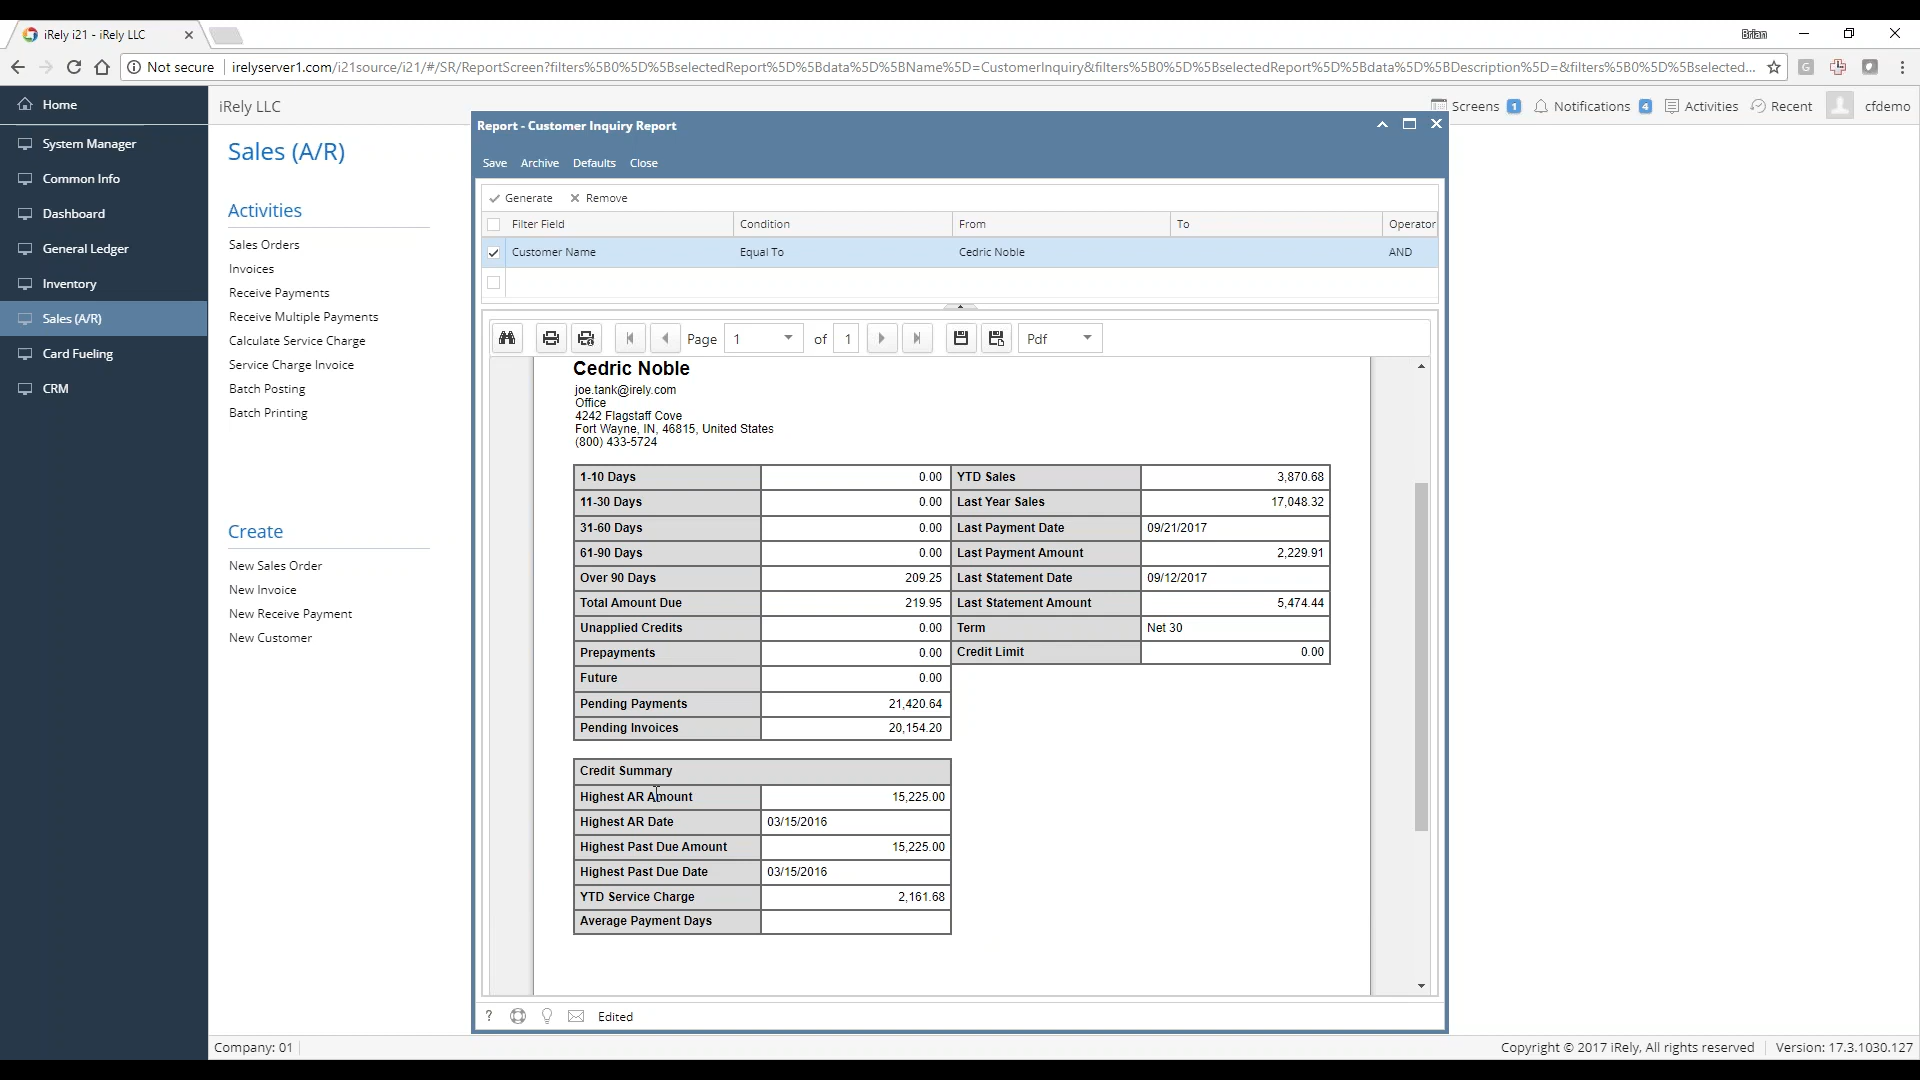 iRely i21 - iRely LLC
Brian
Not secure
irelyserver1.com/i21source/i21/#/SR/ReportScreen?filters%5B0%5D%5BselectedReport%5D%5Bdata%5D%5BName%5D=CustomerInquiry&filters%5B0%5D%5BselectedReport%5D%5Bdata%5D%5BDescription%5D=&filters%5B0%5D%5Bselected...
Home
iRely LLC
Screens 1
Notifications 4
Activities
Recent
cfdemo
System Manager
Common Info
Dashboard
General Ledger
Inventory
Sales (A/R)
Card Fueling
CRM
Sales (A/R)
Activities
Sales Orders
Invoices
Receive Payments
Receive Multiple Payments
Calculate Service Charge
Service Charge Invoice
Batch Posting
Batch Printing
Create
New Sales Order
New Invoice
New Receive Payment
New Customer
Report - Customer Inquiry Report
Save Archive Defaults Close
Generate Remove
Filter Field Condition From To Operator
Customer Name Equal To Cedric Noble AND
Page 1 of 1 Pdf
Cedric Noble
joe.tank@irely.com
Office
4242 Flagstaff Cove
Fort Wayne, IN, 46815, United States
(800) 433-5724
1-10 Days 0.00 YTD Sales 3,870.68
11-30 Days 0.00 Last Year Sales 17,048.32
31-60 Days 0.00 Last Payment Date 09/21/2017
61-90 Days 0.00 Last Payment Amount 2,229.91
Over 90 Days 209.25 Last Statement Date 09/12/2017
Total Amount Due 219.95 Last Statement Amount 5,474.44
Unapplied Credits 0.00 Term Net 30
Prepayments 0.00 Credit Limit 0.00
Future 0.00
Pending Payments 21,420.64
Pending Invoices 20,154.20
Credit Summary
Highest AR Amount 15,225.00
Highest AR Date 03/15/2016
Highest Past Due Amount 15,225.00
Highest Past Due Date 03/15/2016
YTD Service Charge 2,161.68
Average Payment Days
? Edited
Company: 01
Copyright © 2017 iRely, All rights reserved
Version: 17.3.1030.127